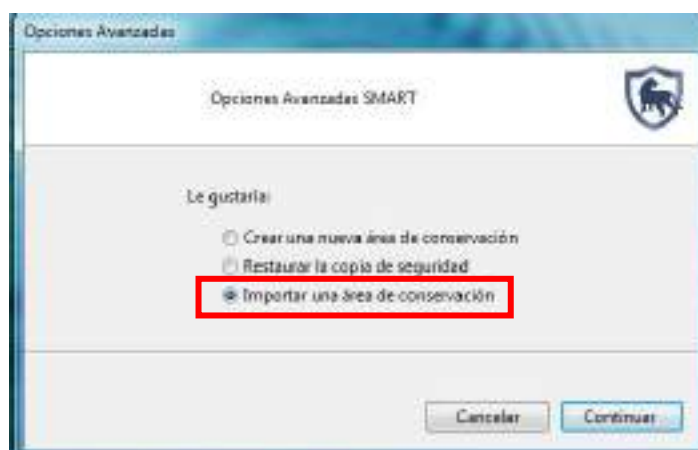 Opciones Avanzadas
Opciones Avanzadas SMART
Le gustaría:
Crear una nueva área de conservación
Restaurar la copia de seguridad
Importar una área de conservación
Cancelar
Continuar